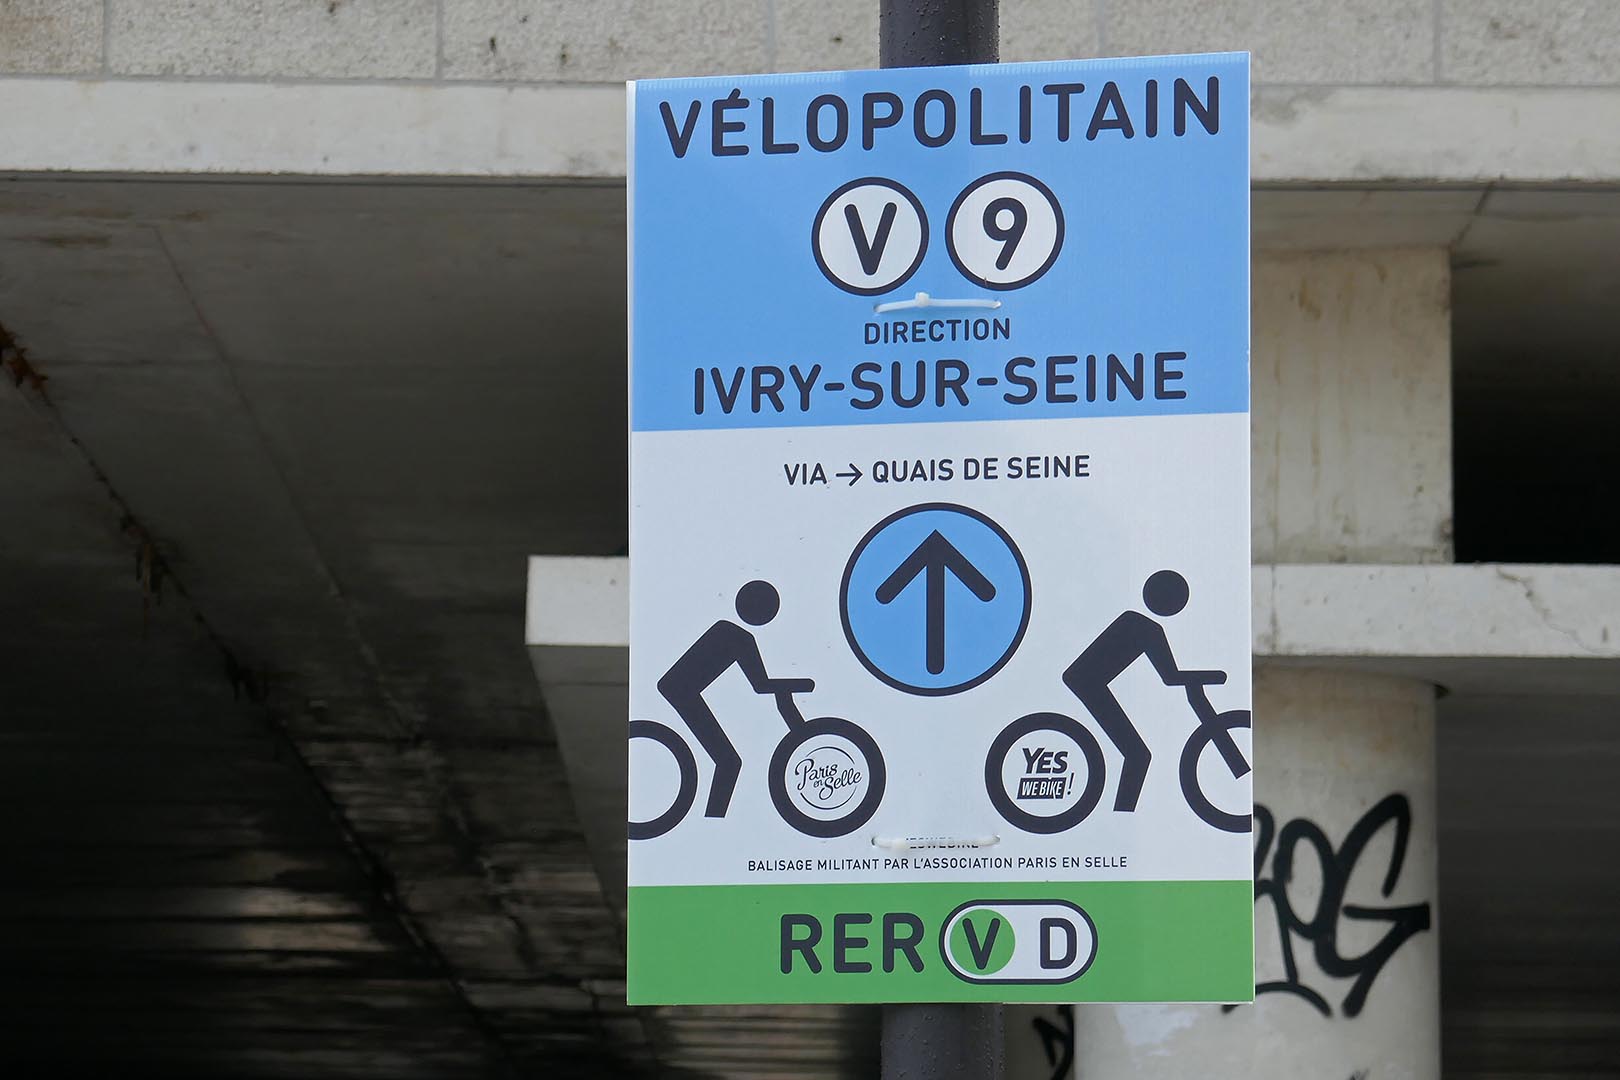 VÉLOPOLITAIN
V 9
DIRECTION
IVRY-SUR-SEINE
VIA → QUAIS DE SEINE
Paris
en Selle
YES
WE BIKE!
BALISAGE MILITANT PAR L'ASSOCIATION PARIS EN SELLE
RER V D